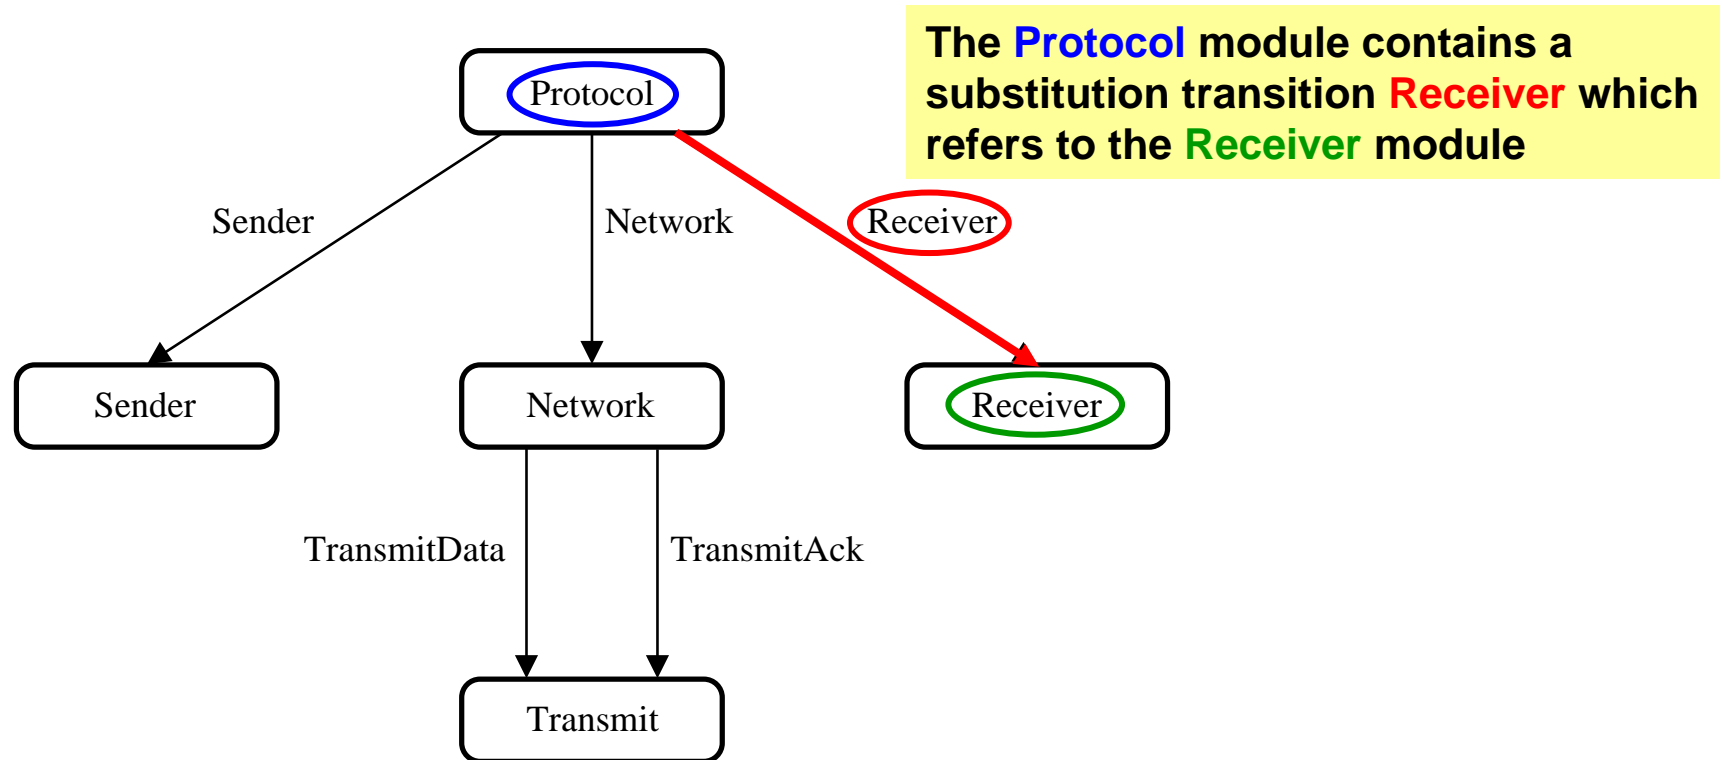 Protocol
The Protocol module contains a
substitution transition Receiver which
refers to the Receiver module
Sender
Network
Receiver
Sender
Network
Receiver
TransmitData
TransmitAck
Transmit